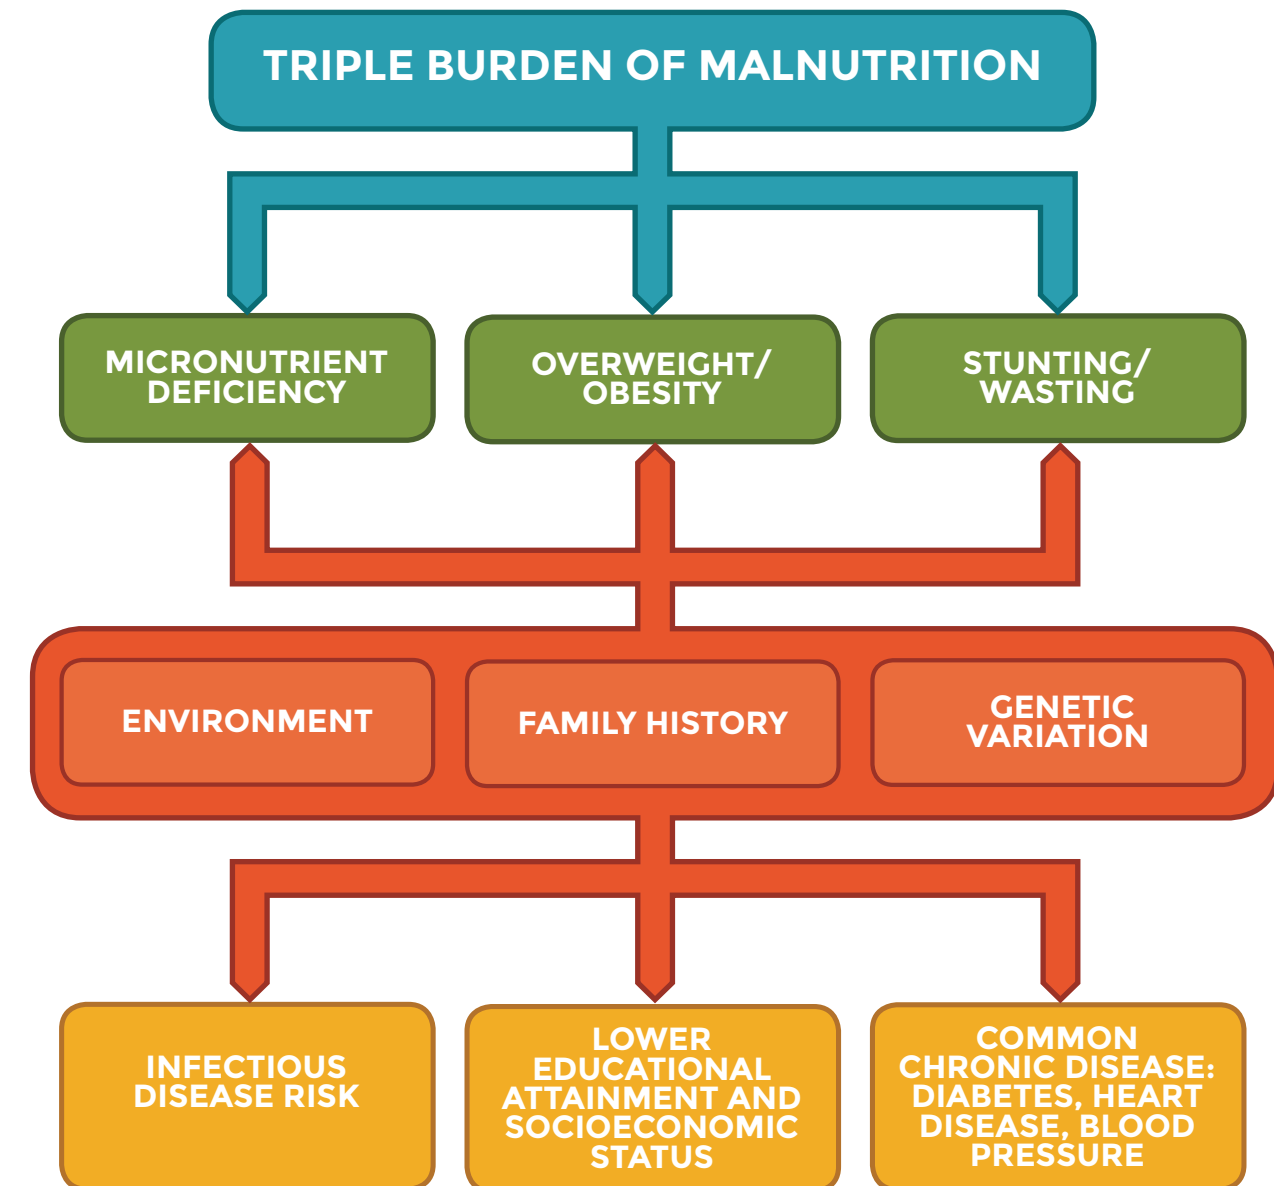 TRIPLE BURDEN OF MALNUTRITION
MICRONUTRIENT
DEFICIENCY
OVERWEIGHT/
OBESITY
STUNTING/
WASTING
ENVIRONMENT
FAMILY HISTORY
GENETIC
VARIATION
INFECTIOUS
DISEASE RISK
LOWER
EDUCATIONAL
ATTAINMENT AND
SOCIOECONOMIC
STATUS
COMMON
CHRONIC DISEASE:
DIABETES, HEART
DISEASE, BLOOD
PRESSURE